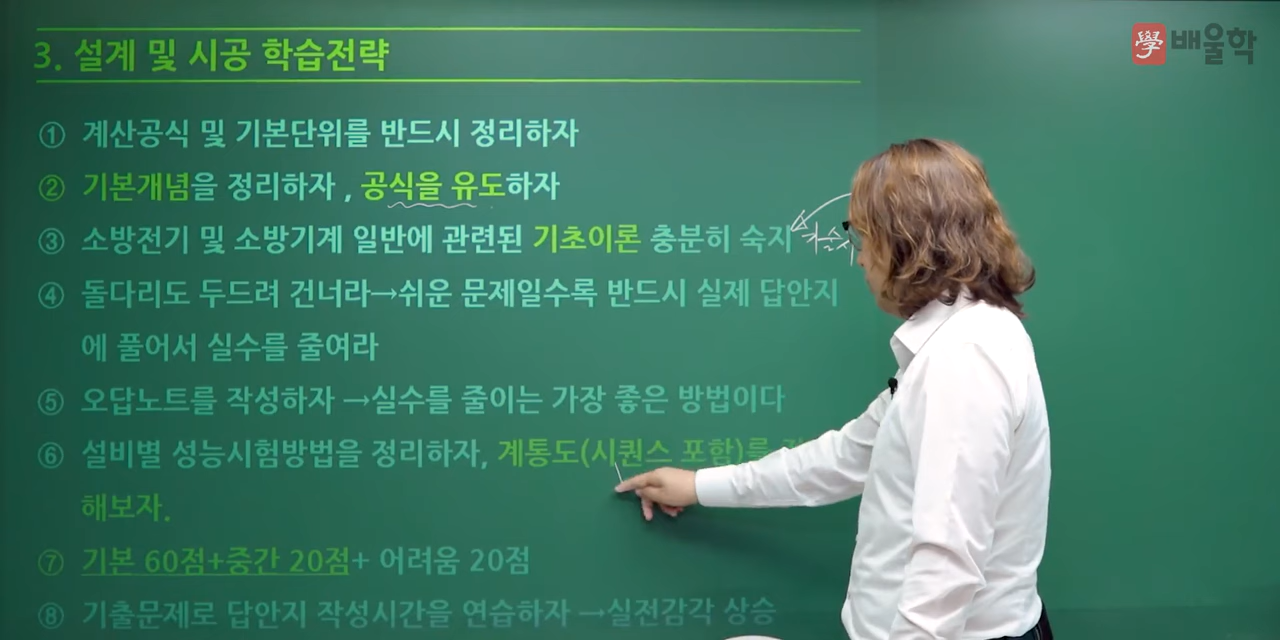 3. 설계 및 시공 학습전략
學 배울학
① 계산공식 및 기본단위를 반드시 정리하자
② 기본개념을 정리하자 , 공식을 유도하자
③ 소방전기 및 소방기계 일반에 관련된 기초이론 충분히 숙지
④ 돌다리도 두드려 건너라→쉬운 문제일수록 반드시 실제 답안지
에 풀어서 실수를 줄여라
⑤ 오답노트를 작성하자 →실수를 줄이는 가장 좋은 방법이다
⑥ 설비별 성능시험방법을 정리하자, 계통도(시퀀스 포함)를
해보자.
⑦ 기본 60점+중간 20점+ 어려움 20점
⑧ 기출문제로 답안지 작성시간을 연습하자 →실전감각 상승